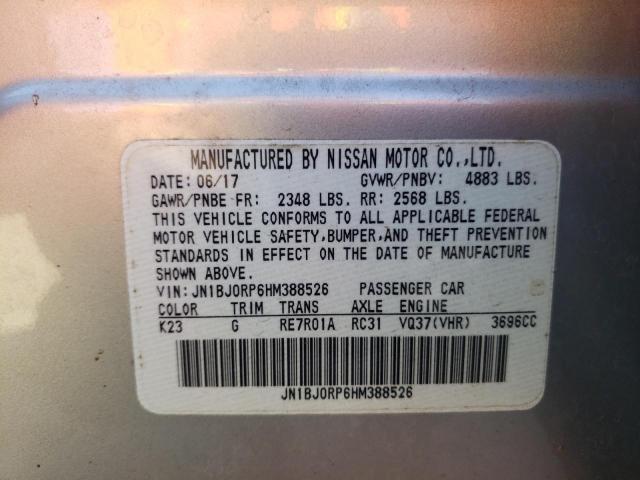 MANUFACTURED BY NISSAN MOTOR CO.,LTD.
DATE: 06/17 GVWR/PNBV: 4883 LBS.
GAWR/PNBE FR: 2348 LBS. RR: 2568 LBS.
THIS VEHICLE CONFORMS TO ALL APPLICABLE FEDERAL
MOTOR VEHICLE SAFETY,BUMPER,AND THEFT PREVENTION
STANDARDS IN EFFECT ON THE DATE OF MANUFACTURE
SHOWN ABOVE.
VIN: JN1BJ0RP6HM388526 PASSENGER CAR
COLOR TRIM TRANS AXLE ENGINE
K23 G RE7R01A RC31 VQ37(VHR) 3696CC
JN1BJ0RP6HM388526